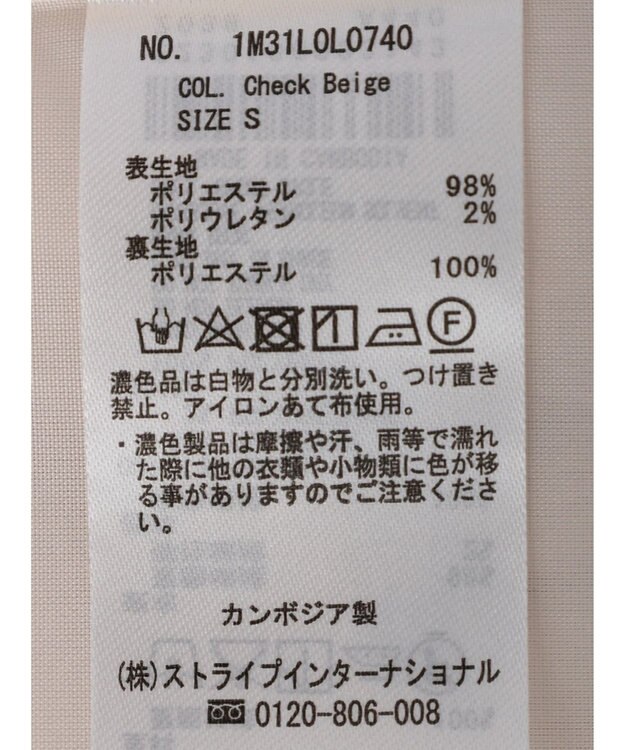 NO. 1M31L0L0740
COL. Check Beige
SIZE S
表生地
ポリエステル 98%
ポリウレタン 2%
裏生地
ポリエステル 100%
F
濃色品は白物と分別洗い。つけ置き
禁止。アイロンあて布使用。
・濃色製品は摩擦や汗、雨等で濡れ
た際に他の衣類や小物類に色が移
る事がありますのでご注意くださ
い。
カンボジア製
(株)ストライプインターナショナル
0120-806-008